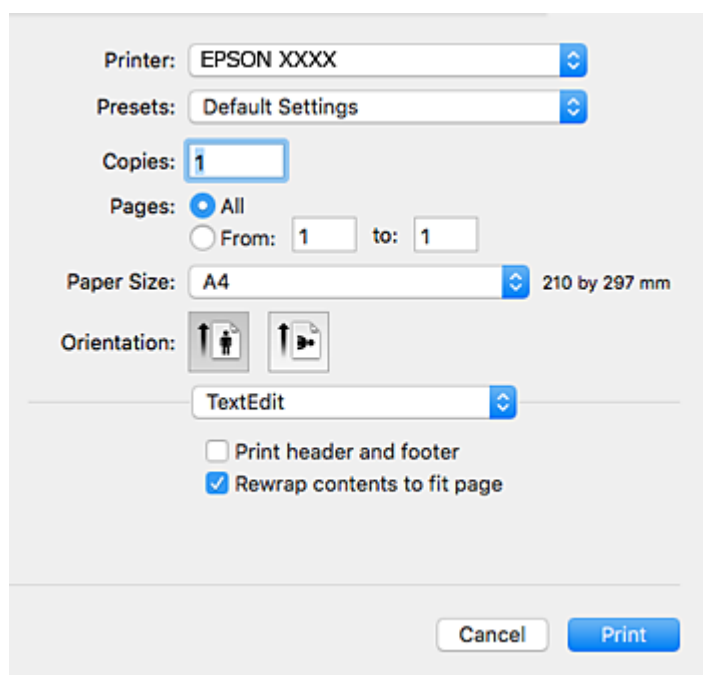 Printer: EPSON XXXX
Presets: Default Settings
Copies: 1
Pages: All
From: 1 to: 1
Paper Size: A4 210 by 297 mm
Orientation:
TextEdit
Print header and footer
Rewrap contents to fit page
Cancel Print